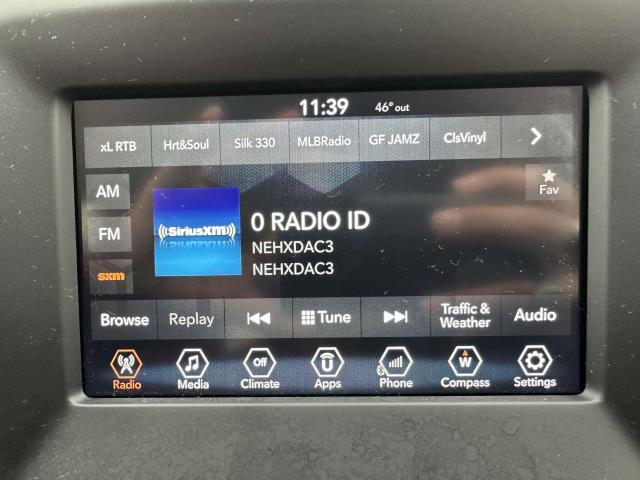 11:39 46° out
xL RTB Hrt&Soul Silk 330 MLBRadio GF JAMZ ClsVinyl
AM
Fav
((SiriusXM))
0 RADIO ID
FM
NEHXDAC3
NEHXDAC3
sxm
Browse Replay Tune Traffic & Weather Audio
Off U W
Radio Media Climate Apps Phone Compass Settings